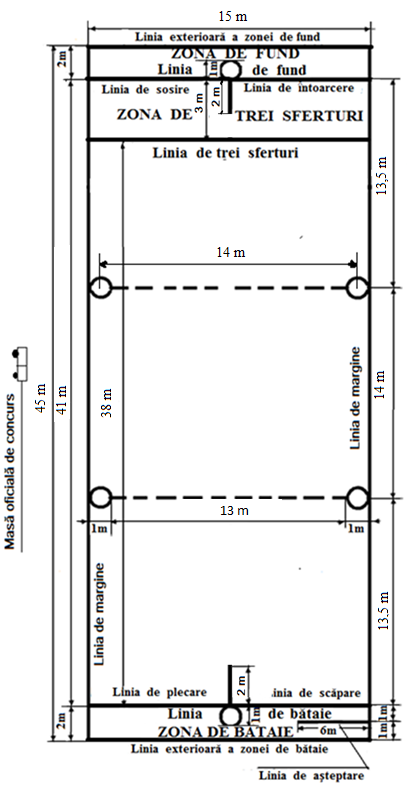 15 m
Linia exterioară a zonei de fund
ZONA DE FUND
2m
1m
Linia de fund
Linia de sosire
Linia de întoarcere
3 m
2 m
ZONA DE TREI SFERTURI
Linia de trei sferturi
13,5 m
14 m
Masă oficială de concurs
45 m
41 m
38 m
Linia de margine
14 m
13 m
1m
1m
Linia de margine
13,5 m
2 m
Linia de plecare
inia de scăpare
Linia de bătaie
1m
1m
2m
ZONA DE BĂTAIE
6m
1m
Linia exterioară a zonei de bătaie
Linia de așteptare